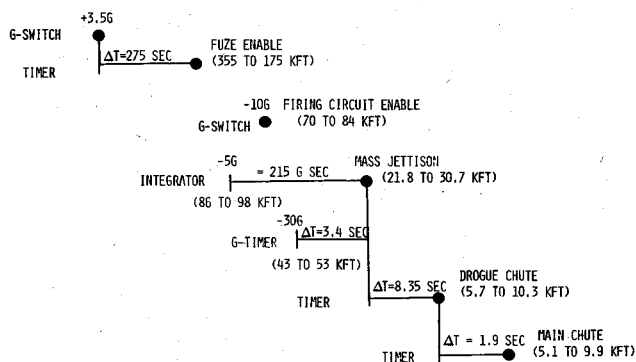 +3.5G
G-SWITCH
ΔT=275 SEC
FUZE ENABLE
(355 TO 175 KFT)
TIMER
-10G FIRING CIRCUIT ENABLE
G-SWITCH (70 TO 84 KFT)
-5G
= 215 G SEC
MASS JETTISON
INTEGRATOR
(21.8 TO 30.7 KFT)
(86 TO 98 KFT)
-30G
G-TIMER
ΔT=3.4 SEC
(43 TO 53 KFT)
ΔT=8.35 SEC
DROGUE CHUTE
(5.7 TO 10.3 KFT)
TIMER
ΔT = 1.9 SEC
MAIN CHUTE
(5.1 TO 9.9 KFT)
TIMER